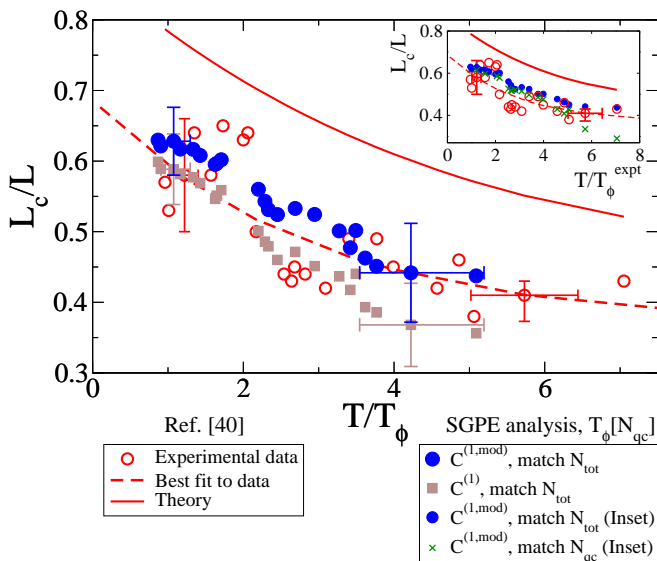 0.8
0.7
0.6
0.5
0.4
0.3
L_c/L
0
2
4
6
T/T_ϕ
0.8
0.6
0.4
L_c/L
0
2
4
6
8
T/T_ϕ^expt
Ref. [40]
Experimental data
Best fit to data
Theory
SGPE analysis, T_ϕ[N_qc]
C^(1,mod), match N_tot
C^(1), match N_tot
C^(1,mod), match N_tot (Inset)
C^(1,mod), match N_qc (Inset)